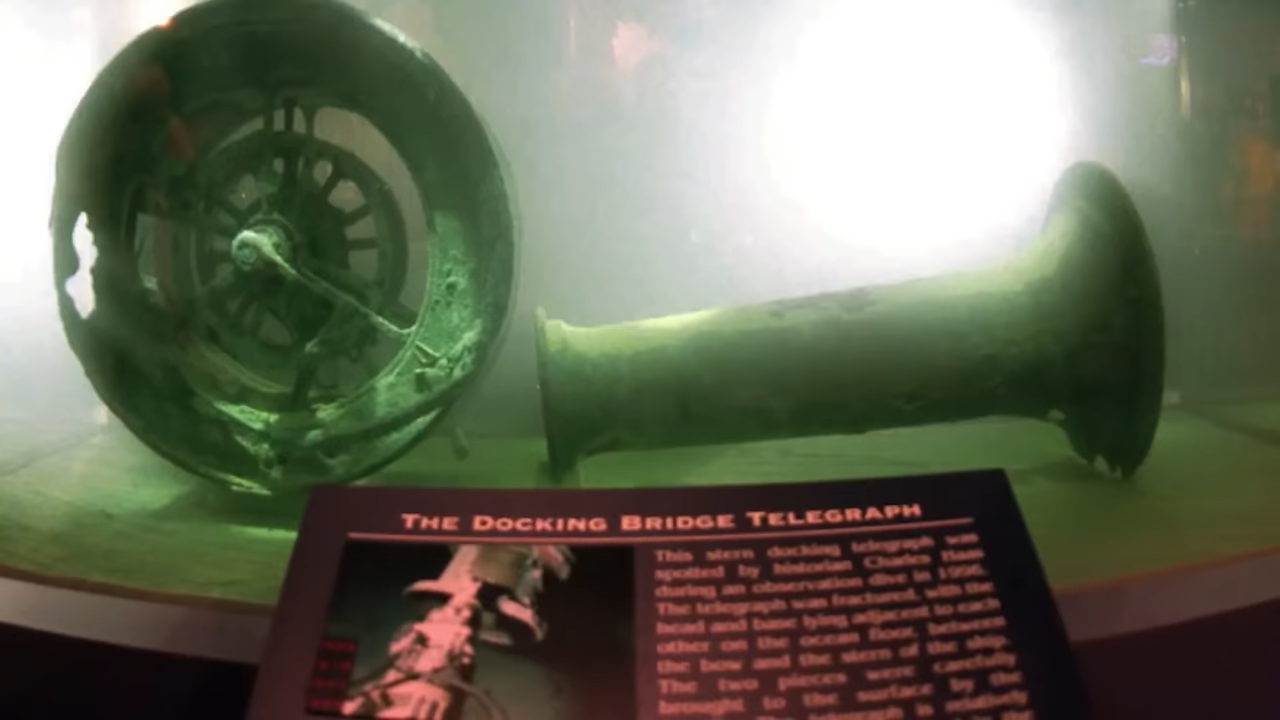 THE DOCKING BRIDGE TELEGRAPH
This stern docking telegraph was
spotted by historian Charles Haas
during an observation dive in 1996.
The telegraph was fractured, with the
head and base lying adjacent to each
other on the ocean floor, between
the bow and the stern of the ship.
The two pieces were carefully
brought to the surface by the
telegraph is relatively